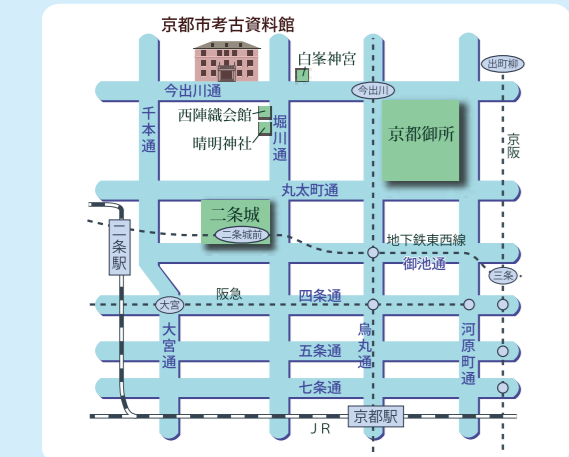 京都市考古資料館
白峯神宮
出町柳
今出川通
今出川
千本通
西陣織会館
堀川通
晴明神社
京都御所
京阪
丸太町通
二条城
二条城前
二条駅
地下鉄東西線
御池通
三条
阪急
四条通
大宮
大宮通
烏丸通
河原町通
五条通
七条通
京都駅
JR